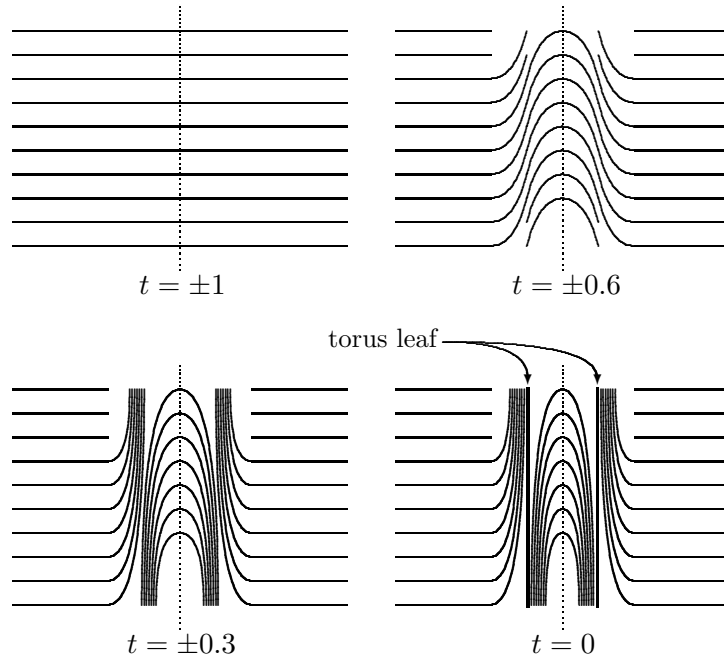 t = ±1
t = ±0.6
torus leaf
t = ±0.3
t = 0